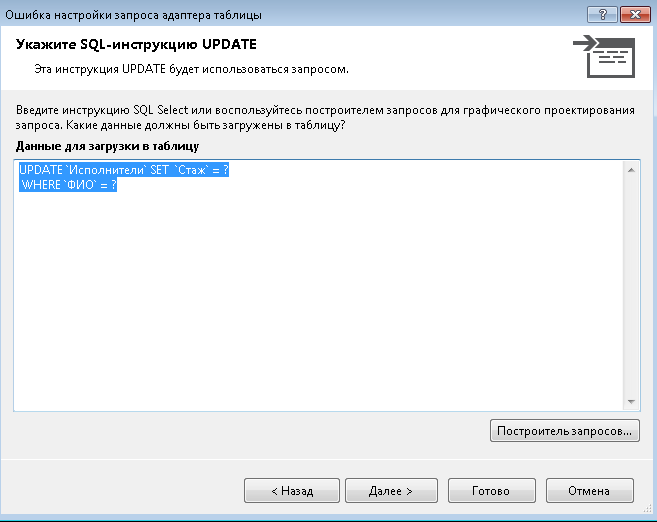 Ошибка настройки запроса адаптера таблицы
Укажите SQL-инструкцию UPDATE
Эта инструкция UPDATE будет использоваться запросом.
Введите инструкцию SQL Select или воспользуйтесь построителем запросов для графического проектирования
запроса. Какие данные должны быть загружены в таблицу?
Данные для загрузки в таблицу
UPDATE `Исполнители` SET `Стаж` = ?
WHERE `ФИО` = ?
Построитель запросов...
< Назад
Далее >
Готово
Отмена